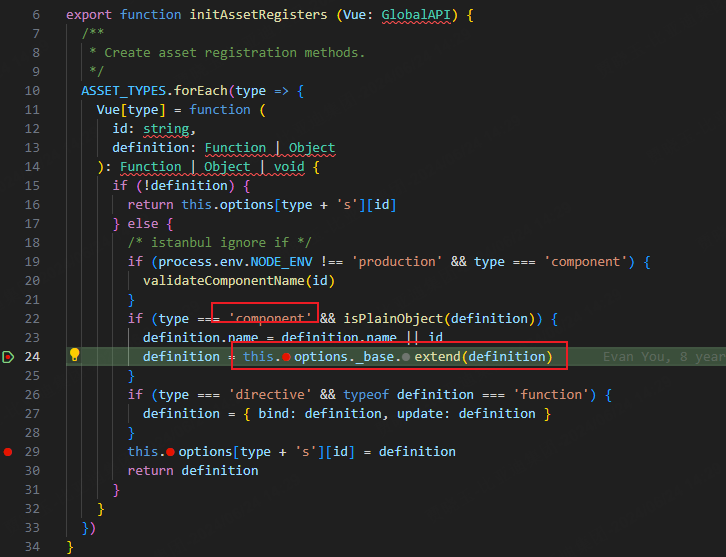 6 export function initAssetRegisters (Vue: GlobalAPI) {
7 /**
8 * Create asset registration methods.
9 */
10 ASSET_TYPES.forEach(type => {
11 Vue[type] = function (
12 id: string,
13 definition: Function | Object
14 ): Function | Object | void {
15 if (!definition) {
16 return this.options[type + 's'][id]
17 } else {
18 /* istanbul ignore if */
19 if (process.env.NODE_ENV !== 'production' && type === 'component') {
20 validateComponentName(id)
21 }
22 if (type === 'component' && isPlainObject(definition)) {
23 definition.name = definition.name || id
24 definition = this.options._base.extend(definition) Evan You, 8 year
25 }
26 if (type === 'directive' && typeof definition === 'function') {
27 definition = { bind: definition, update: definition }
28 }
29 this.options[type + 's'][id] = definition
30 return definition
31 }
32 }
33 })
34 }